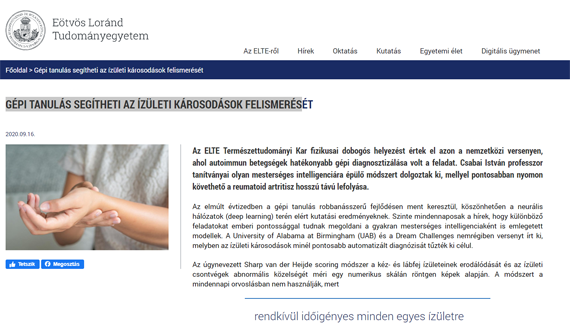 Eötvös Loránd
Tudományegyetem
Az ELTE-ről Hírek Oktatás Kutatás Egyetemi élet Digitális ügymenet
Főoldal > Gépi tanulás segítheti az ízületi károsodások felismerését
GÉPI TANULÁS SEGÍTHETI AZ ÍZÜLETI KÁROSODÁSOK FELISMERÉSÉT
2020.09.16.
Az ELTE Természettudományi Kar fizikusai dobogós helyezést értek el azon a nemzetközi versenyen,
ahol autoimmun betegségek hatékonyabb gépi diagnosztizálása volt a feladat. Csabai István professzor
tanítványai olyan mesterséges intelligenciára épülő módszert dolgoztak ki, mellyel pontosabban nyomon
követhető a reumatoid artritisz hosszú távú lefolyása.
Az elmúlt évtizedben a gépi tanulás robbanásszerű fejlődésen ment keresztül, köszönhetően a neurális
hálózatok (deep learning) terén elért kutatási eredményeknek. Szinte mindennaposak a hírek, hogy különböző
feladatokat emberi pontossággal tudnak megoldani a gyakran mesterséges intelligenciaként is emlegetett
modellek. A University of Alabama at Birmingham (UAB) és a Dream Challenges nemrégiben versenyt írt ki,
melyben az ízületi károsodások minél pontosabb automatizált diagnózisát tűzték ki célul.
Az úgynevezett Sharp van der Heijde scoring módszer a kéz- és lábfej ízületeinek erodálódását és az ízületi
csontvégek abnormális közelségét méri egy numerikus skálán röntgen képek alapján. A módszert a
mindennapi orvoslásban nem használják, mert
Tetszik Megosztás
rendkívül időigényes minden egyes ízületre